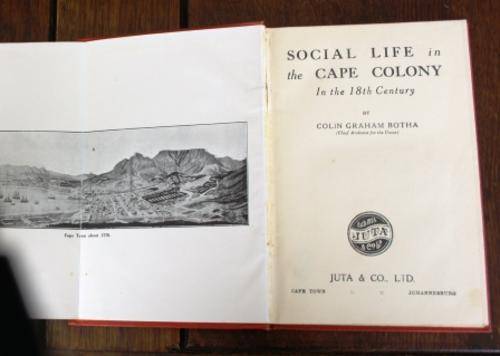 SOCIAL LIFE in
the CAPE COLONY
In the 18th Century
BY
COLIN GRAHAM BOTHA
(Chief Archivist for the Union)
JUTA
& CO
JUTA & CO., LTD.
CAPE TOWN JOHANNESBURG
Cape Town about